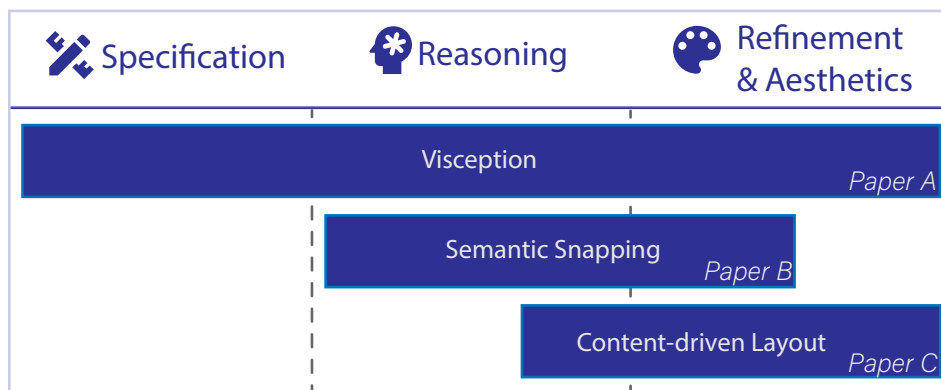 Specification
Reasoning
Refinement
& Aesthetics
Visception
Paper A
Semantic Snapping
Paper B
Content-driven Layout
Paper C